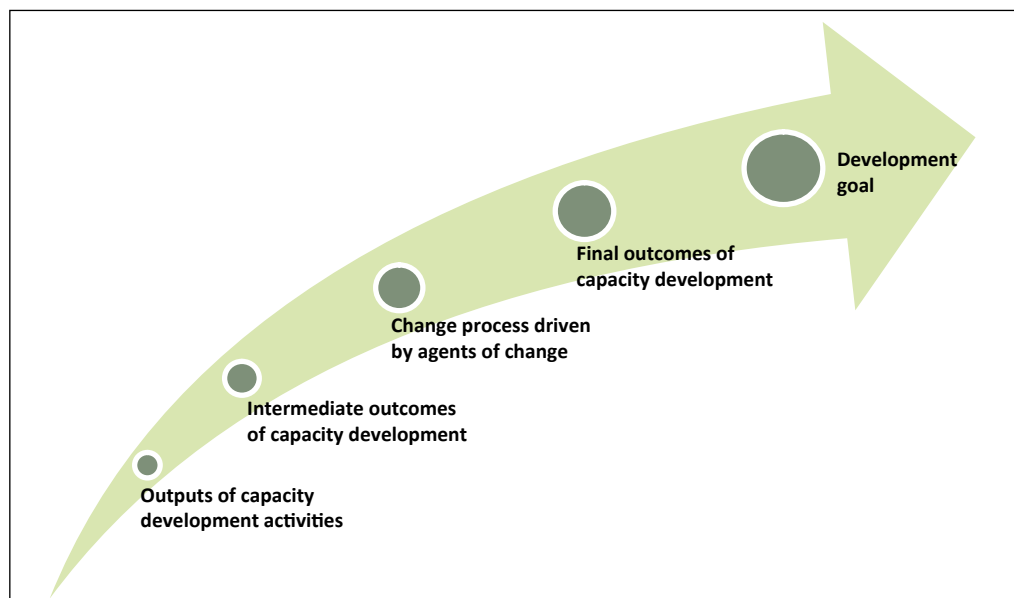 Development
goal
Final outcomes of
capacity development
Change process driven
by agents of change
Intermediate outcomes
of capacity development
Outputs of capacity
development activities